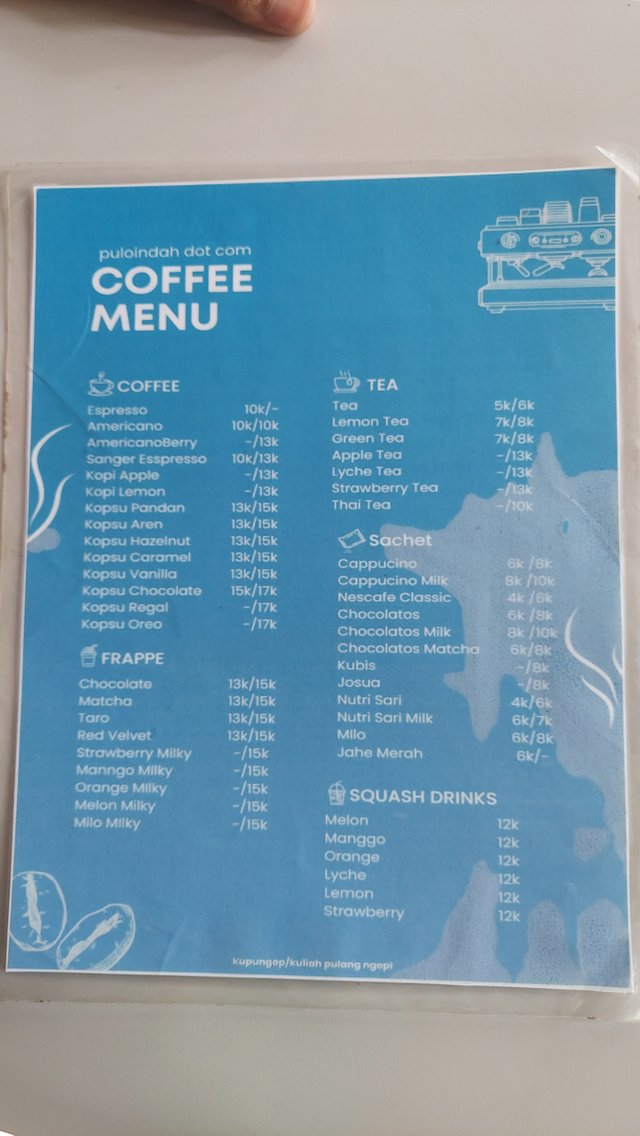 puloindah dot com
COFFEE
MENU
COFFEE
Espresso 10k/-
Americano 10k/10k
AmericanoBerry -/13k
Sanger Esspresso 10k/13k
Kopi Apple -/13k
Kopi Lemon -/13k
Kopsu Pandan 13k/15k
Kopsu Aren 13k/15k
Kopsu Hazelnut 13k/15k
Kopsu Caramel 13k/15k
Kopsu Vanilla 13k/15k
Kopsu Chocolate 15k/17k
Kopsu Regal -/17k
Kopsu Oreo -/17k
FRAPPE
Chocolate 13k/15k
Matcha 13k/15k
Taro 13k/15k
Red Velvet 13k/15k
Strawberry Milky -/15k
Manngo MIlky -/15k
Orange MIlky -/15k
Melon Milky -/15k
Milo MIlky -/15k
TEA
Tea 5k/6k
Lemon Tea 7k/8k
Green Tea 7k/8k
Apple Tea -/13k
Lyche Tea -/13k
Strawberry Tea -/13k
Thai Tea -/10k
Sachet
Cappucino 6k /8k
Cappucino Milk 8k /10k
Nescafe Classic 4k /6k
Chocolatos 6k /8k
Chocolatos Milk 8k /10k
Chocolatos Matcha 6k/8k
Kubis -/8k
Josua -/8k
Nutri Sari 4k/6k
Nutri Sari Milk 6k/7k
MIlo 6k/8k
Jahe Merah 6k/-
SQUASH DRINKS
Melon 12k
Manggo 12k
Orange 12k
Lyche 12k
Lemon 12k
Strawberry 12k
kupungop/kuliah pulang ngopi